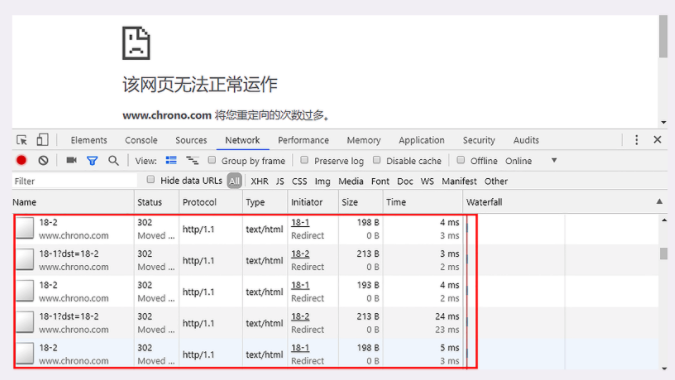 该网页无法正常运作
www.chrono.com 将您重定向的次数过多。
Elements Console Sources Network Performance Memory Application Security Audits
View: Group by frame Preserve log Disable cache Offline Online
Filter Hide data URLs All XHR JS CSS Img Media Font Doc WS Manifest Other
Name Status Protocol Type Initiator Size Time Waterfall
18-2 302 http/1.1 text/html 18-1 198 B 4 ms
www.chrono.com Moved ... Redirect 0 B 3 ms
18-1?dst=18-2 302 http/1.1 text/html 18-2 213 B 3 ms
www.chrono.com Moved ... Redirect 0 B 2 ms
18-2 302 http/1.1 text/html 18-1 193 B 4 ms
www.chrono.com Moved ... Redirect 0 B 2 ms
18-1?dst=18-2 302 http/1.1 text/html 18-2 213 B 24 ms
www.chrono.com Moved ... Redirect 0 B 23 ms
18-2 302 http/1.1 text/html 18-1 198 B 5 ms
www.chrono.com Moved ... Redirect 0 B 3 ms